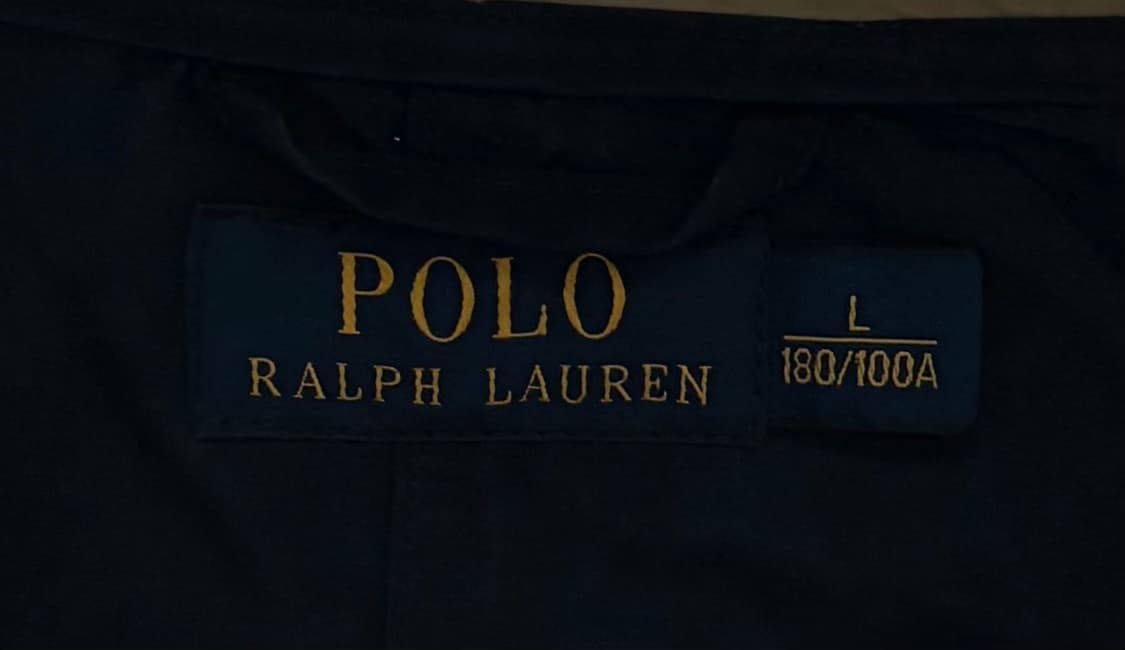 POLO
RALPH LAUREN
L
180/100A